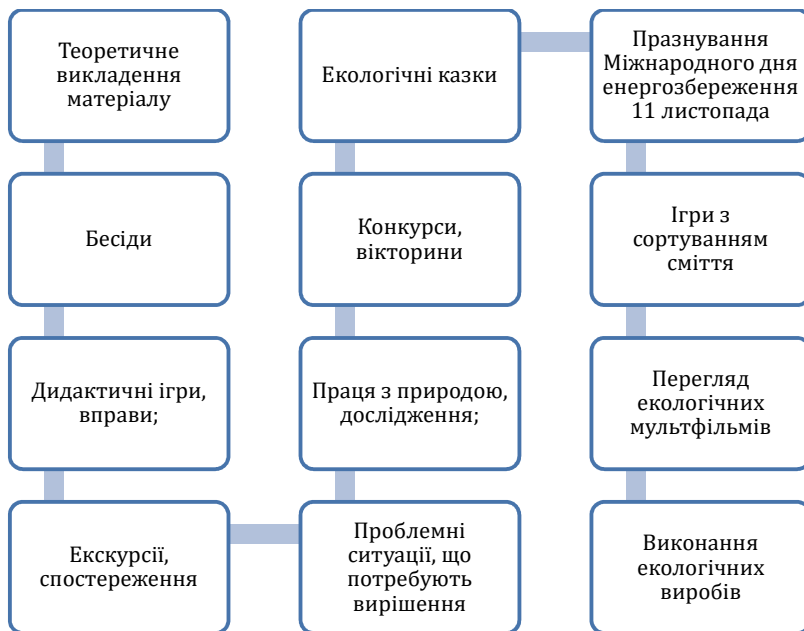 Теоретичне
викладення
матеріалу
Бесіди
Дидактичні ігри,
вправи;
Екскурсії,
спостереження
Проблемні
ситуації, що
потребують
вирішення
Праця з природою,
дослідження;
Конкурси,
вікторини
Екологічні казки
Празнування
Міжнародного дня
енергозбереження
11 листопада
Ігри з
сортуванням
сміття
Перегляд
екологічних
мультфільмів
Виконання
екологічних
виробів